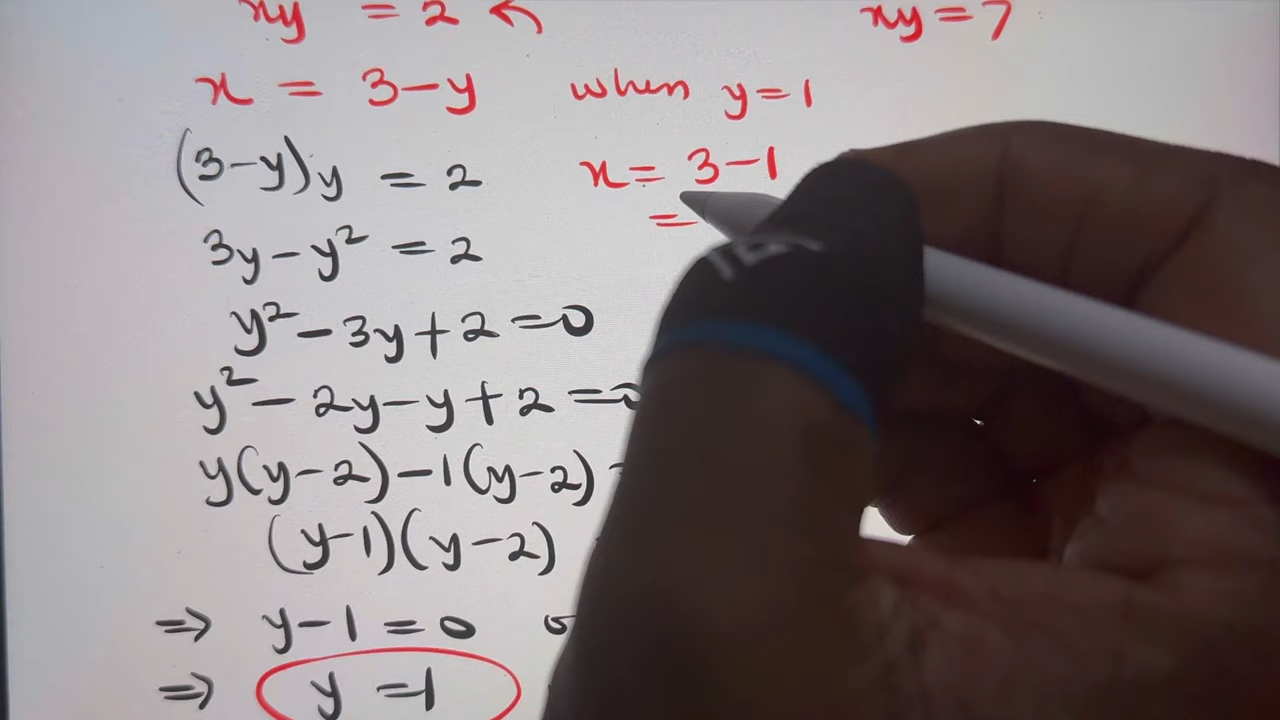 xy = 2 xy = 7
x = 3 - y when y = 1
(3-y)y = 2 x = 3 - 1
3y - y² = 2 =
y² - 3y + 2 = 0
y² - 2y - y + 2 = 0
y(y-2) - 1(y-2)
(y-1)(y-2)
⇒ y - 1 = 0
⇒ y = 1